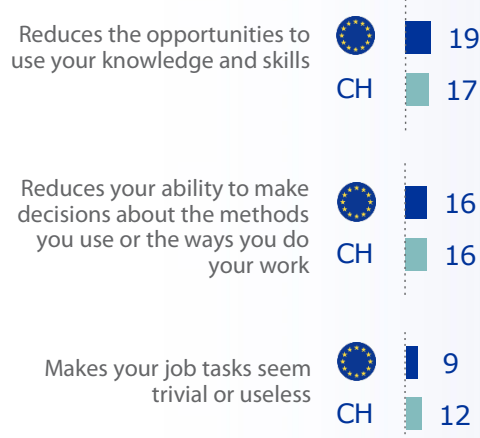 Reduces the opportunities to
use your knowledge and skills
19
CH 17
Reduces your ability to make
decisions about the methods
you use or the ways you do
your work
16
CH 16
Makes your job tasks seem
trivial or useless
9
CH 12